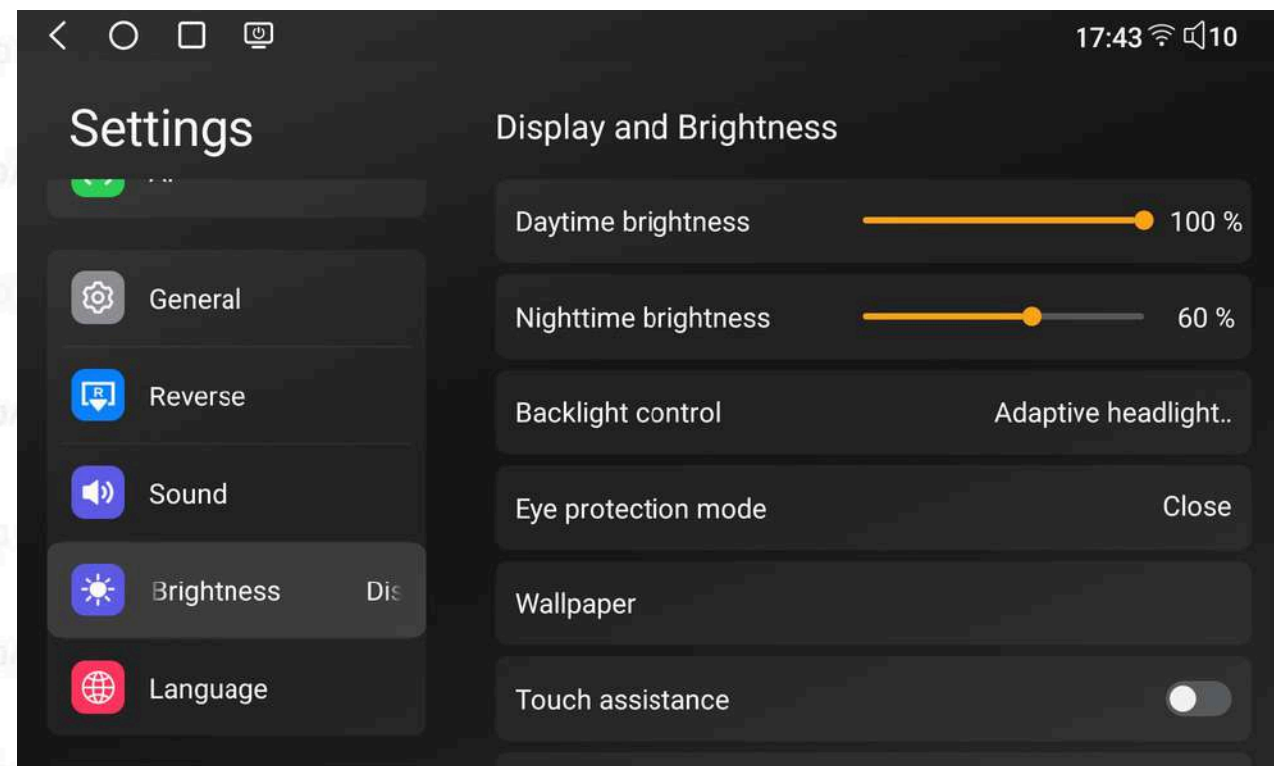 17:43 10
Settings
General
Reverse
Sound
Brightness Dis
Language
Display and Brightness
Daytime brightness 100 %
Nighttime brightness 60 %
Backlight control Adaptive headlight..
Eye protection mode Close
Wallpaper
Touch assistance